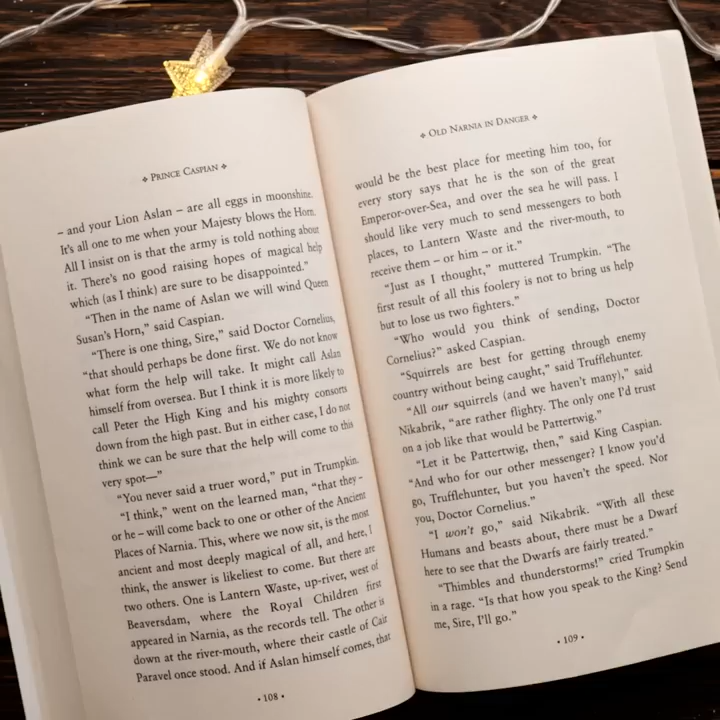 ❖ PRINCE CASPIAN ❖
– and your Lion Aslan – are all eggs in moonshine.
It's all one to me when your Majesty blows the Horn.
All I insist on is that the army is told nothing about
it. There's no good raising hopes of magical help
which (as I think) are sure to be disappointed."
"Then in the name of Aslan we will wind Queen
Susan's Horn," said Caspian.
"There is one thing, Sire," said Doctor Cornelius,
"that should perhaps be done first. We do not know
what form the help will take. It might call Aslan
himself from oversea. But I think it is more likely to
call Peter the High King and his mighty consorts
down from the high past. But in either case, I do not
think we can be sure that the help will come to this
very spot—"
"You never said a truer word," put in Trumpkin.
"I think," went on the learned man, "that they –
or he – will come back to one or other of the Ancient
Places of Narnia. This, where we now sit, is the most
ancient and most deeply magical of all, and here, I
think, the answer is likeliest to come. But there are
two others. One is Lantern Waste, up-river, west of
Beaversdam, where the Royal Children first
appeared in Narnia, as the records tell. The other is
down at the river-mouth, where their castle of Cair
Paravel once stood. And if Aslan himself comes, that
• 108 •
❖ OLD NARNIA IN DANGER ❖
would be the best place for meeting him too, for
every story says that he is the son of the great
Emperor-over-Sea, and over the sea he will pass. I
should like very much to send messengers to both
places, to Lantern Waste and the river-mouth, to
receive them – or him – or it."
"Just as I thought," muttered Trumpkin. "The
first result of all this foolery is not to bring us help
but to lose us two fighters."
"Who would you think of sending, Doctor
Cornelius?" asked Caspian.
"Squirrels are best for getting through enemy
country without being caught," said Trufflehunter.
"All our squirrels (and we haven't many)," said
Nikabrik, "are rather flighty. The only one I'd trust
on a job like that would be Pattertwig."
"Let it be Pattertwig, then," said King Caspian.
"And who for our other messenger? I know you'd
go, Trufflehunter, but you haven't the speed. Nor
you, Doctor Cornelius."
"I won't go," said Nikabrik. "With all these
Humans and beasts about, there must be a Dwarf
here to see that the Dwarfs are fairly treated."
"Thimbles and thunderstorms!" cried Trumpkin
in a rage. "Is that how you speak to the King? Send
me, Sire, I'll go."
• 109 •